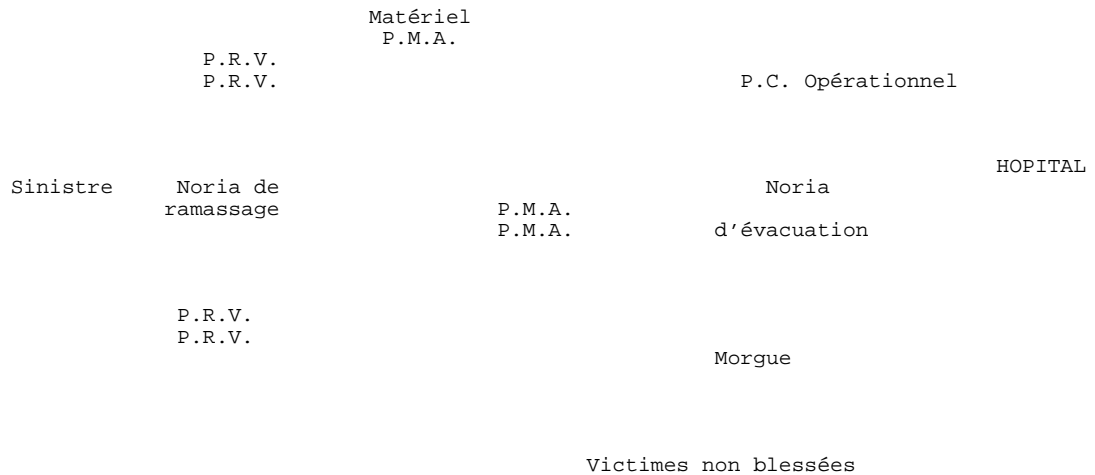 Matériel
P.M.A.
P.R.V.
P.R.V.
P.C. Opérationnel
HOPITAL
Sinistre
Noria de
ramassage
P.M.A.
P.M.A.
Noria
d'évacuation
P.R.V.
P.R.V.
Morgue
Victimes non blessées